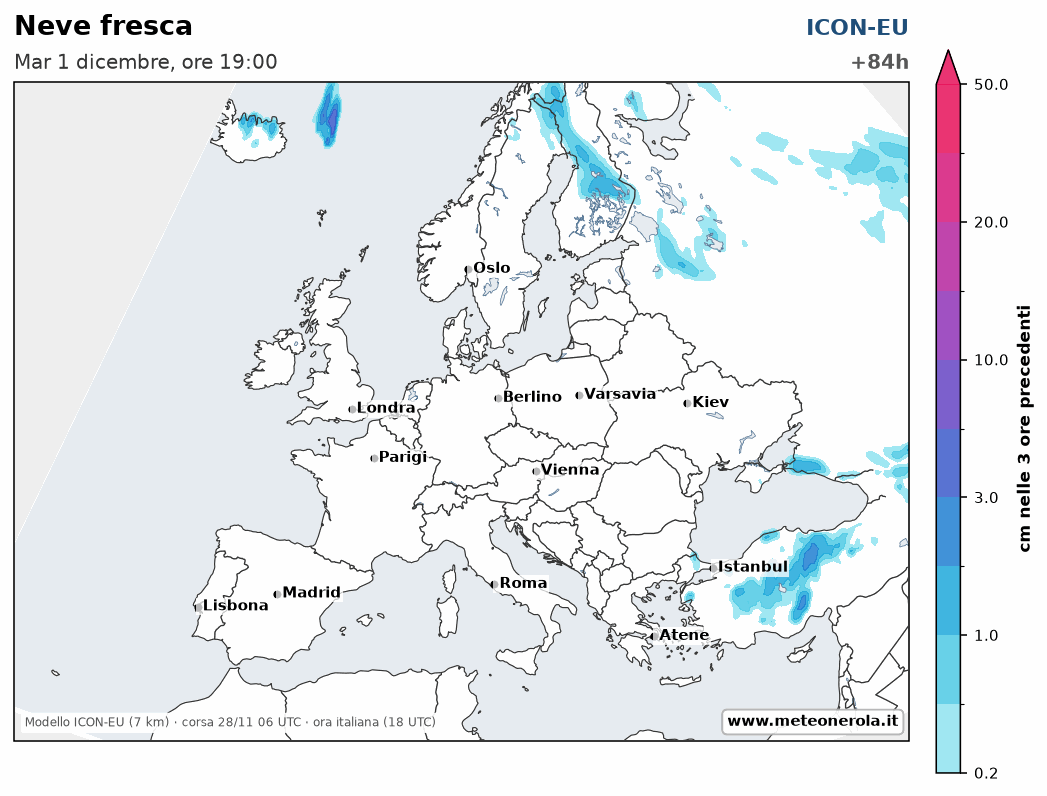 Neve fresca
ICON-EU
Mar 1 dicembre, ore 19:00
+84h
50.0
20.0
10.0
3.0
1.0
0.2
cm nelle 3 ore precedenti
Oslo
Londra
Berlino
Varsavia
Kiev
Parigi
Vienna
Istanbul
Roma
Madrid
Lisbona
Atene
Modello ICON-EU (7 km) · corsa 28/11 06 UTC · ora italiana (18 UTC)
www.meteonerola.it